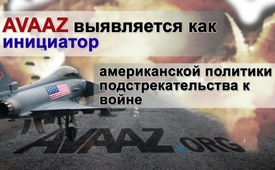 AVAAZ выявляется как
инициатор
американской политики
подстрекательства к
войне
AVAAZ.ORG